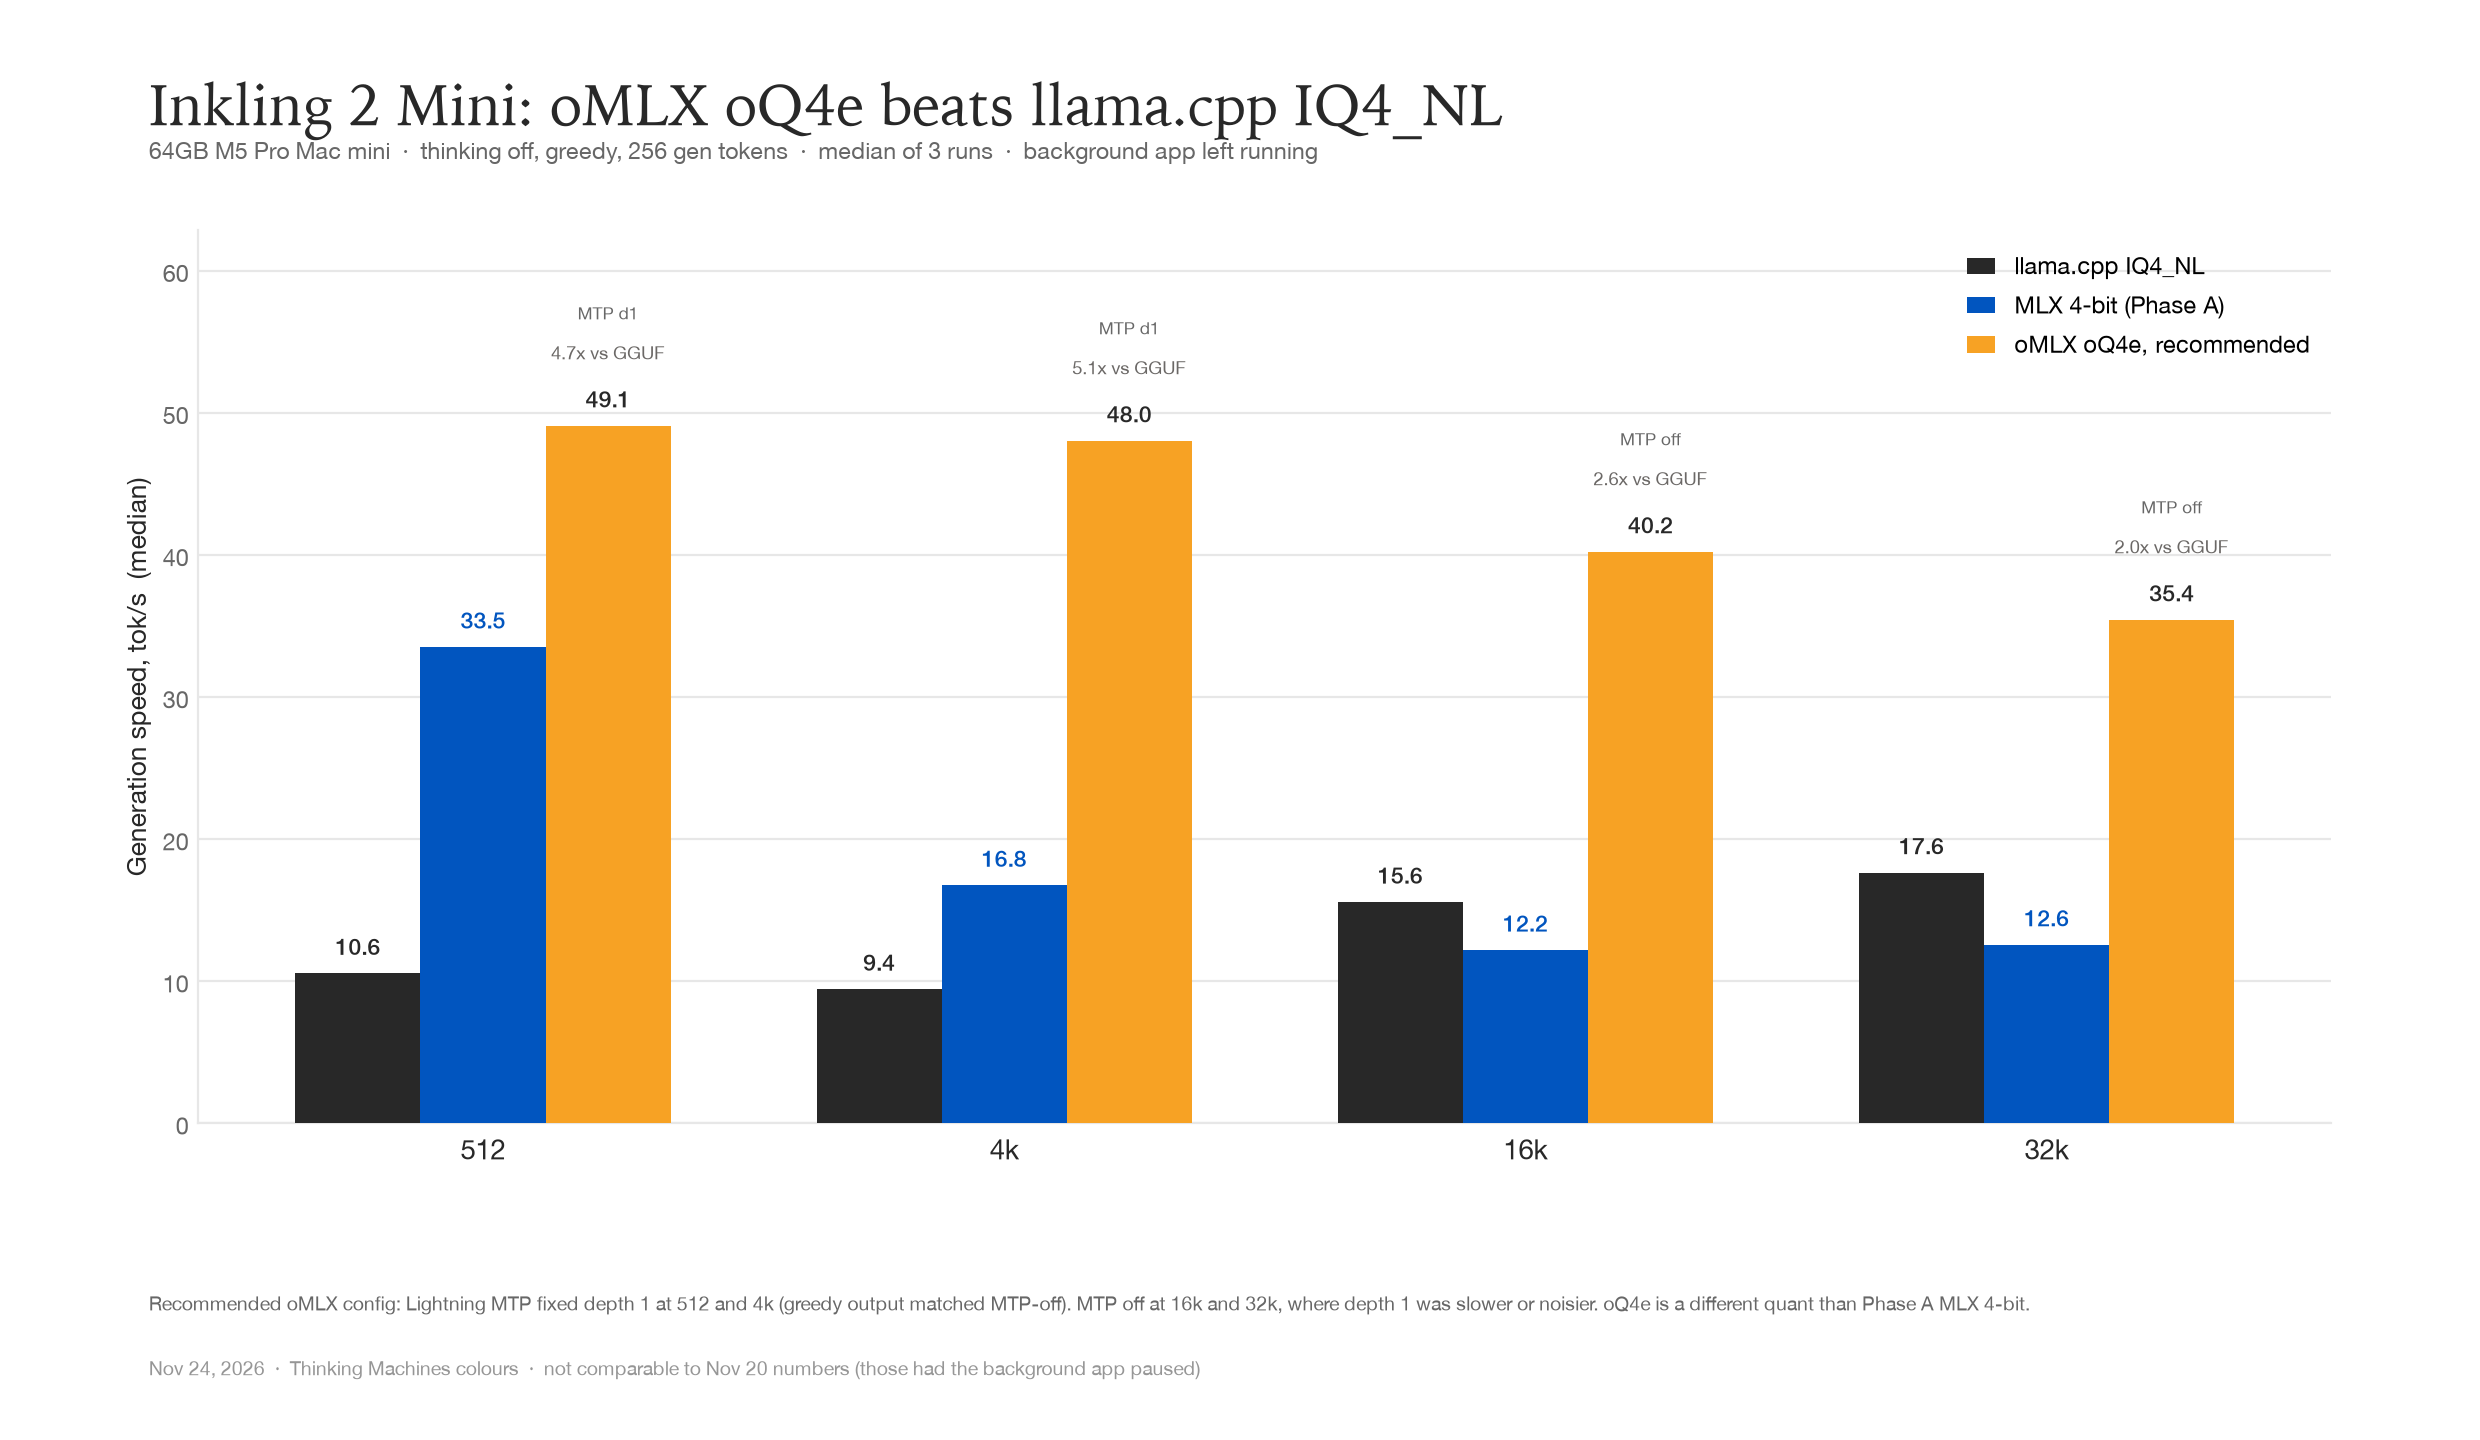 Inkling 2 Mini: oMLX oQ4e beats llama.cpp IQ4_NL
64GB M5 Pro Mac mini · thinking off, greedy, 256 gen tokens · median of 3 runs · background app left running
Generation speed, tok/s (median)
60
50
40
30
20
10
0
llama.cpp IQ4_NL
MLX 4-bit (Phase A)
oMLX oQ4e, recommended
10.6
33.5
MTP d1
4.7x vs GGUF
49.1
9.4
16.8
MTP d1
5.1x vs GGUF
48.0
15.6
12.2
MTP off
2.6x vs GGUF
40.2
17.6
12.6
MTP off
2.0x vs GGUF
35.4
512
4k
16k
32k
Recommended oMLX config: Lightning MTP fixed depth 1 at 512 and 4k (greedy output matched MTP-off). MTP off at 16k and 32k, where depth 1 was slower or noisier. oQ4e is a different quant than Phase A MLX 4-bit.
Nov 24, 2026 · Thinking Machines colours · not comparable to Nov 20 numbers (those had the background app paused)